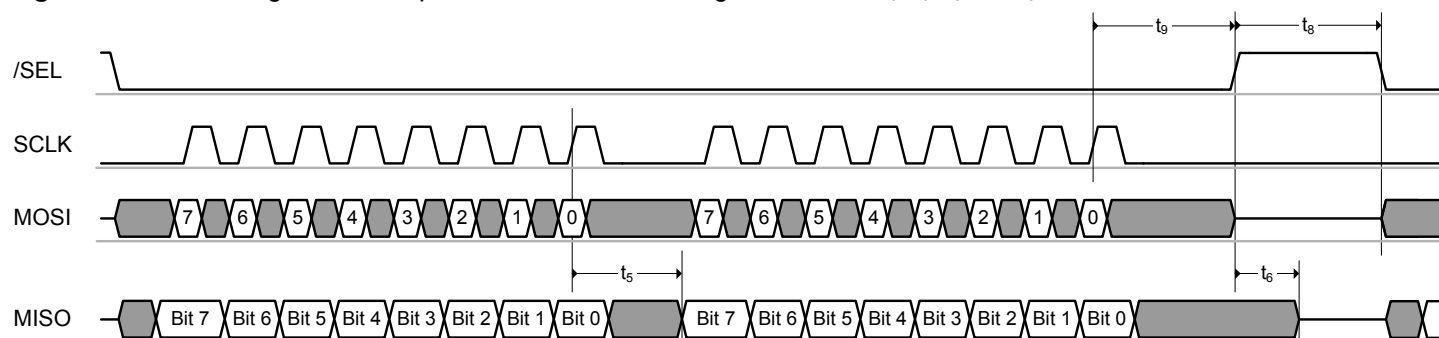 t₉ t₈
/SEL
SCLK
MOSI 7 6 5 4 3 2 1 0 7 6 5 4 3 2 1 0
t₅ t₆
MISO Bit 7 Bit 6 Bit 5 Bit 4 Bit 3 Bit 2 Bit 1 Bit 0 Bit 7 Bit 6 Bit 5 Bit 4 Bit 3 Bit 2 Bit 1 Bit 0